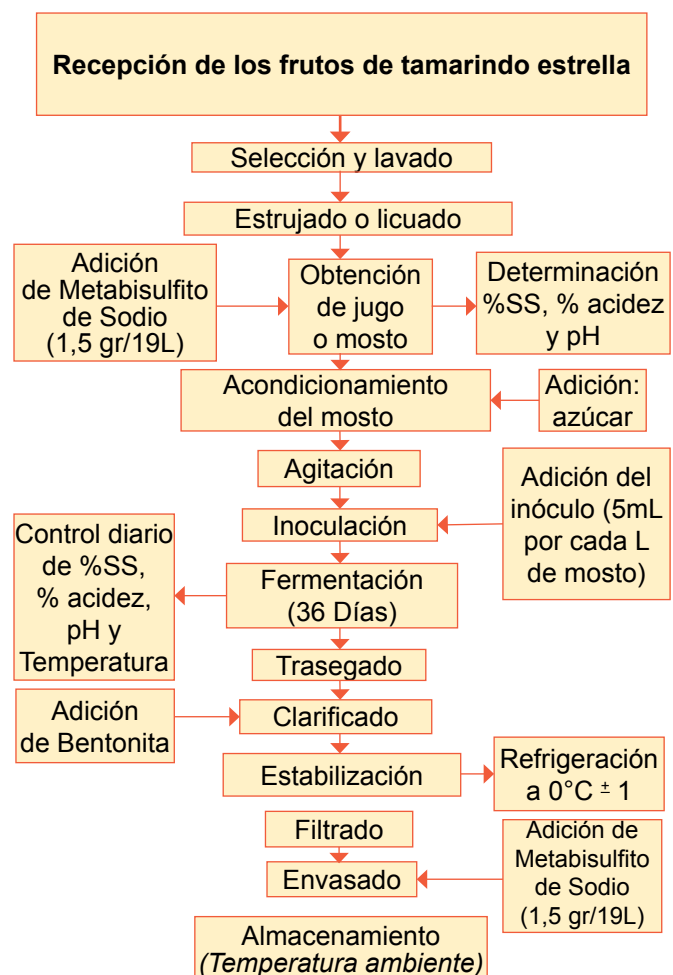 Recepción de los frutos de tamarindo estrella
Selección y lavado
Estrujado o licuado
Adición
de Metabisulfito
de Sodio
(1,5 gr/19L)
Obtención
de jugo
o mosto
Determinación
%SS, % acidez
y pH
Acondicionamiento
del mosto
Adición:
azúcar
Agitación
Inoculación
Adición del
inóculo (5mL
por cada L
de mosto)
Control diario
de %SS,
% acidez,
pH y
Temperatura
Fermentación
(36 Días)
Trasegado
Adición
de Bentonita
Clarificado
Estabilización
Refrigeración
a 0°C ± 1
Filtrado
Envasado
Adición de
Metabisulfito
de Sodio
(1,5 gr/19L)
Almacenamiento
(Temperatura ambiente)